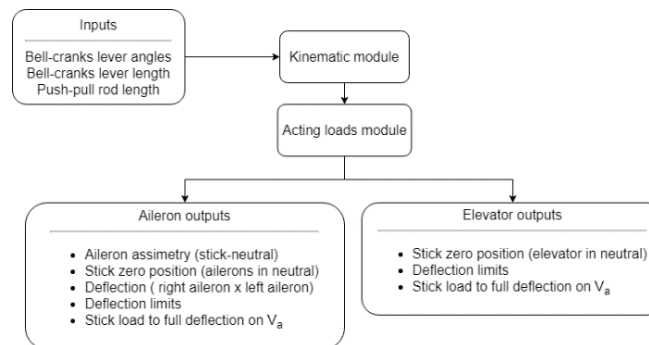 Inputs
Bell-cranks lever angles
Bell-cranks lever length
Push-pull rod length
Kinematic module
Acting loads module
Aileron outputs
• Aileron assimetry (stick-neutral)
• Stick zero position (ailerons in neutral)
• Deflection ( right aileron x left aileron)
• Deflection limits
• Stick load to full deflection on Va
Elevator outputs
• Stick zero position (elevator in neutral)
• Deflection limits
• Stick load to full deflection on Va